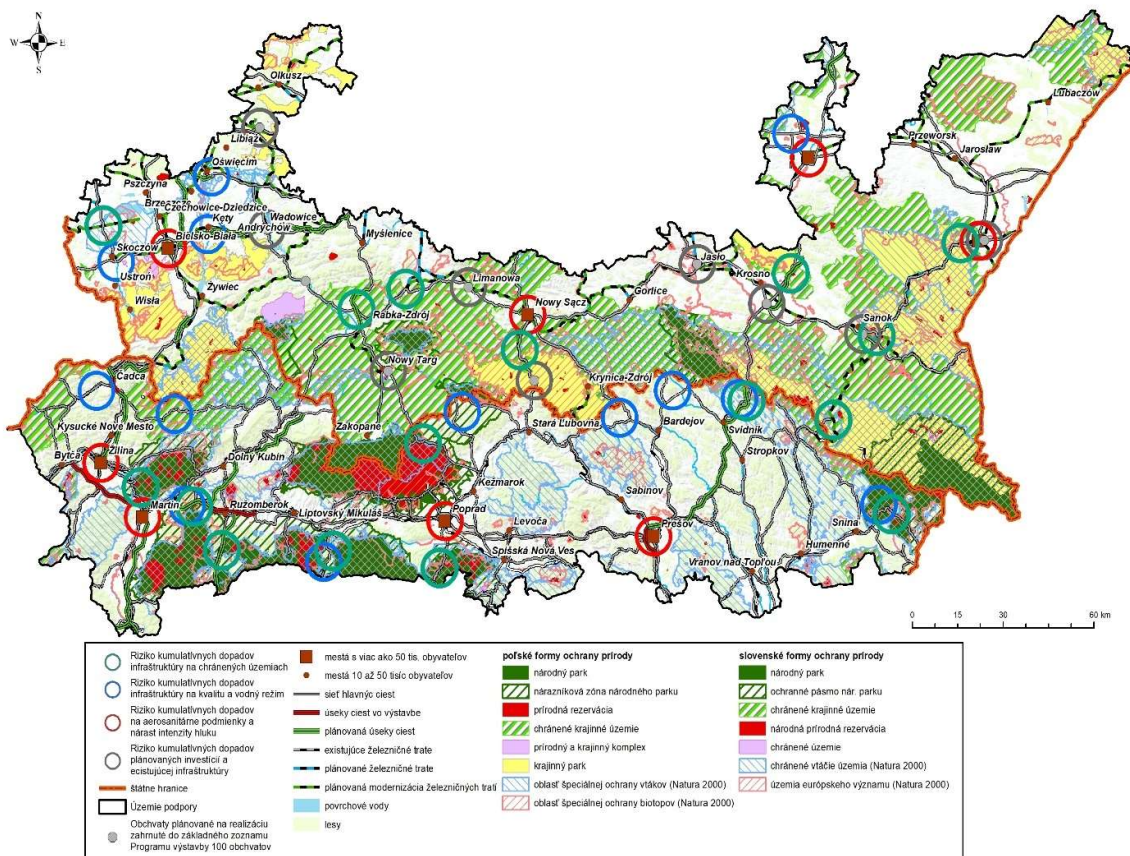 N
W E
S
Olkusz
Libiąż
Oświęcim
Pszczyna
Brzeszcze
Czechowice-Dziedzice
Kęty
Wadowice
Andrychów
Bielsko-Biała
Skoczów
Ustroń
Wisła
Żywiec
Myślenice
Limanowa
Rabka-Zdrój
Nowy Sącz
Nowy Targ
Zakopane
Gorlice
Jasło
Krosno
Sanok
Krynica-Zdrój
Przeworsk
Jarosław
Lubaczów
Čadca
Kysucké Nové Mesto
Bytča
Žilina
Martin
Dolný Kubín
Ružomberok
Liptovský Mikuláš
Poprad
Kežmarok
Stará Ľubovňa
Levoča
Spišská Nová Ves
Bardejov
Svidník
Stropkov
Sabinov
Prešov
Vranov nad Topľou
Humenné
Snina
0 15 30 60 km
Riziko kumulatívnych dopadov
infraštruktúry na chránených územiach
Riziko kumulatívnych dopadov
infraštruktúry na kvalitu a vodný režim
Riziko kumulatívnych dopadov
na aerosanitárne podmienky a
nárast intenzity hluku
Riziko kumulatívnych dopadov
plánovaných investícií a
ecistujúcej infraštruktúry
štátne hranice
Územie podpory
Obchvaty plánované na realizáciu
zahrnuté do základného zoznamu
Programu výstavby 100 obchvatov
mestá s viac ako 50 tis. obyvateľov
mestá 10 až 50 tisíc obyvateľov
sieť hlavnýc ciest
úseky ciest vo výstavbe
plánovaná úseky ciest
existujúce železničné trate
plánované železničné trate
plánovaná modernizácia železničných tratí
povrchové vody
lesy
poľské formy ochrany prírody
národný park
nárazníková zóna národného parku
prírodná rezervácia
chránené krajinné územie
prírodný a krajinný komplex
krajinný park
oblasť špeciálnej ochrany vtákov (Natura 2000)
oblasť špeciálnej ochrany biotopov (Natura 2000)
slovenské formy ochrany prírody
národný park
ochranné pásmo nár. parku
chránené krajinné územie
národná prírodná rezervácia
chránené územie
chránené vtáčie územia (Natura 2000)
územia európskeho významu (Natura 2000)